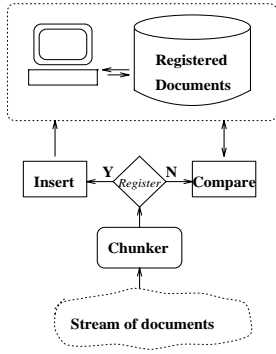 Registered
Documents
Y
N
Insert
Register
Compare
Chunker
Stream of documents